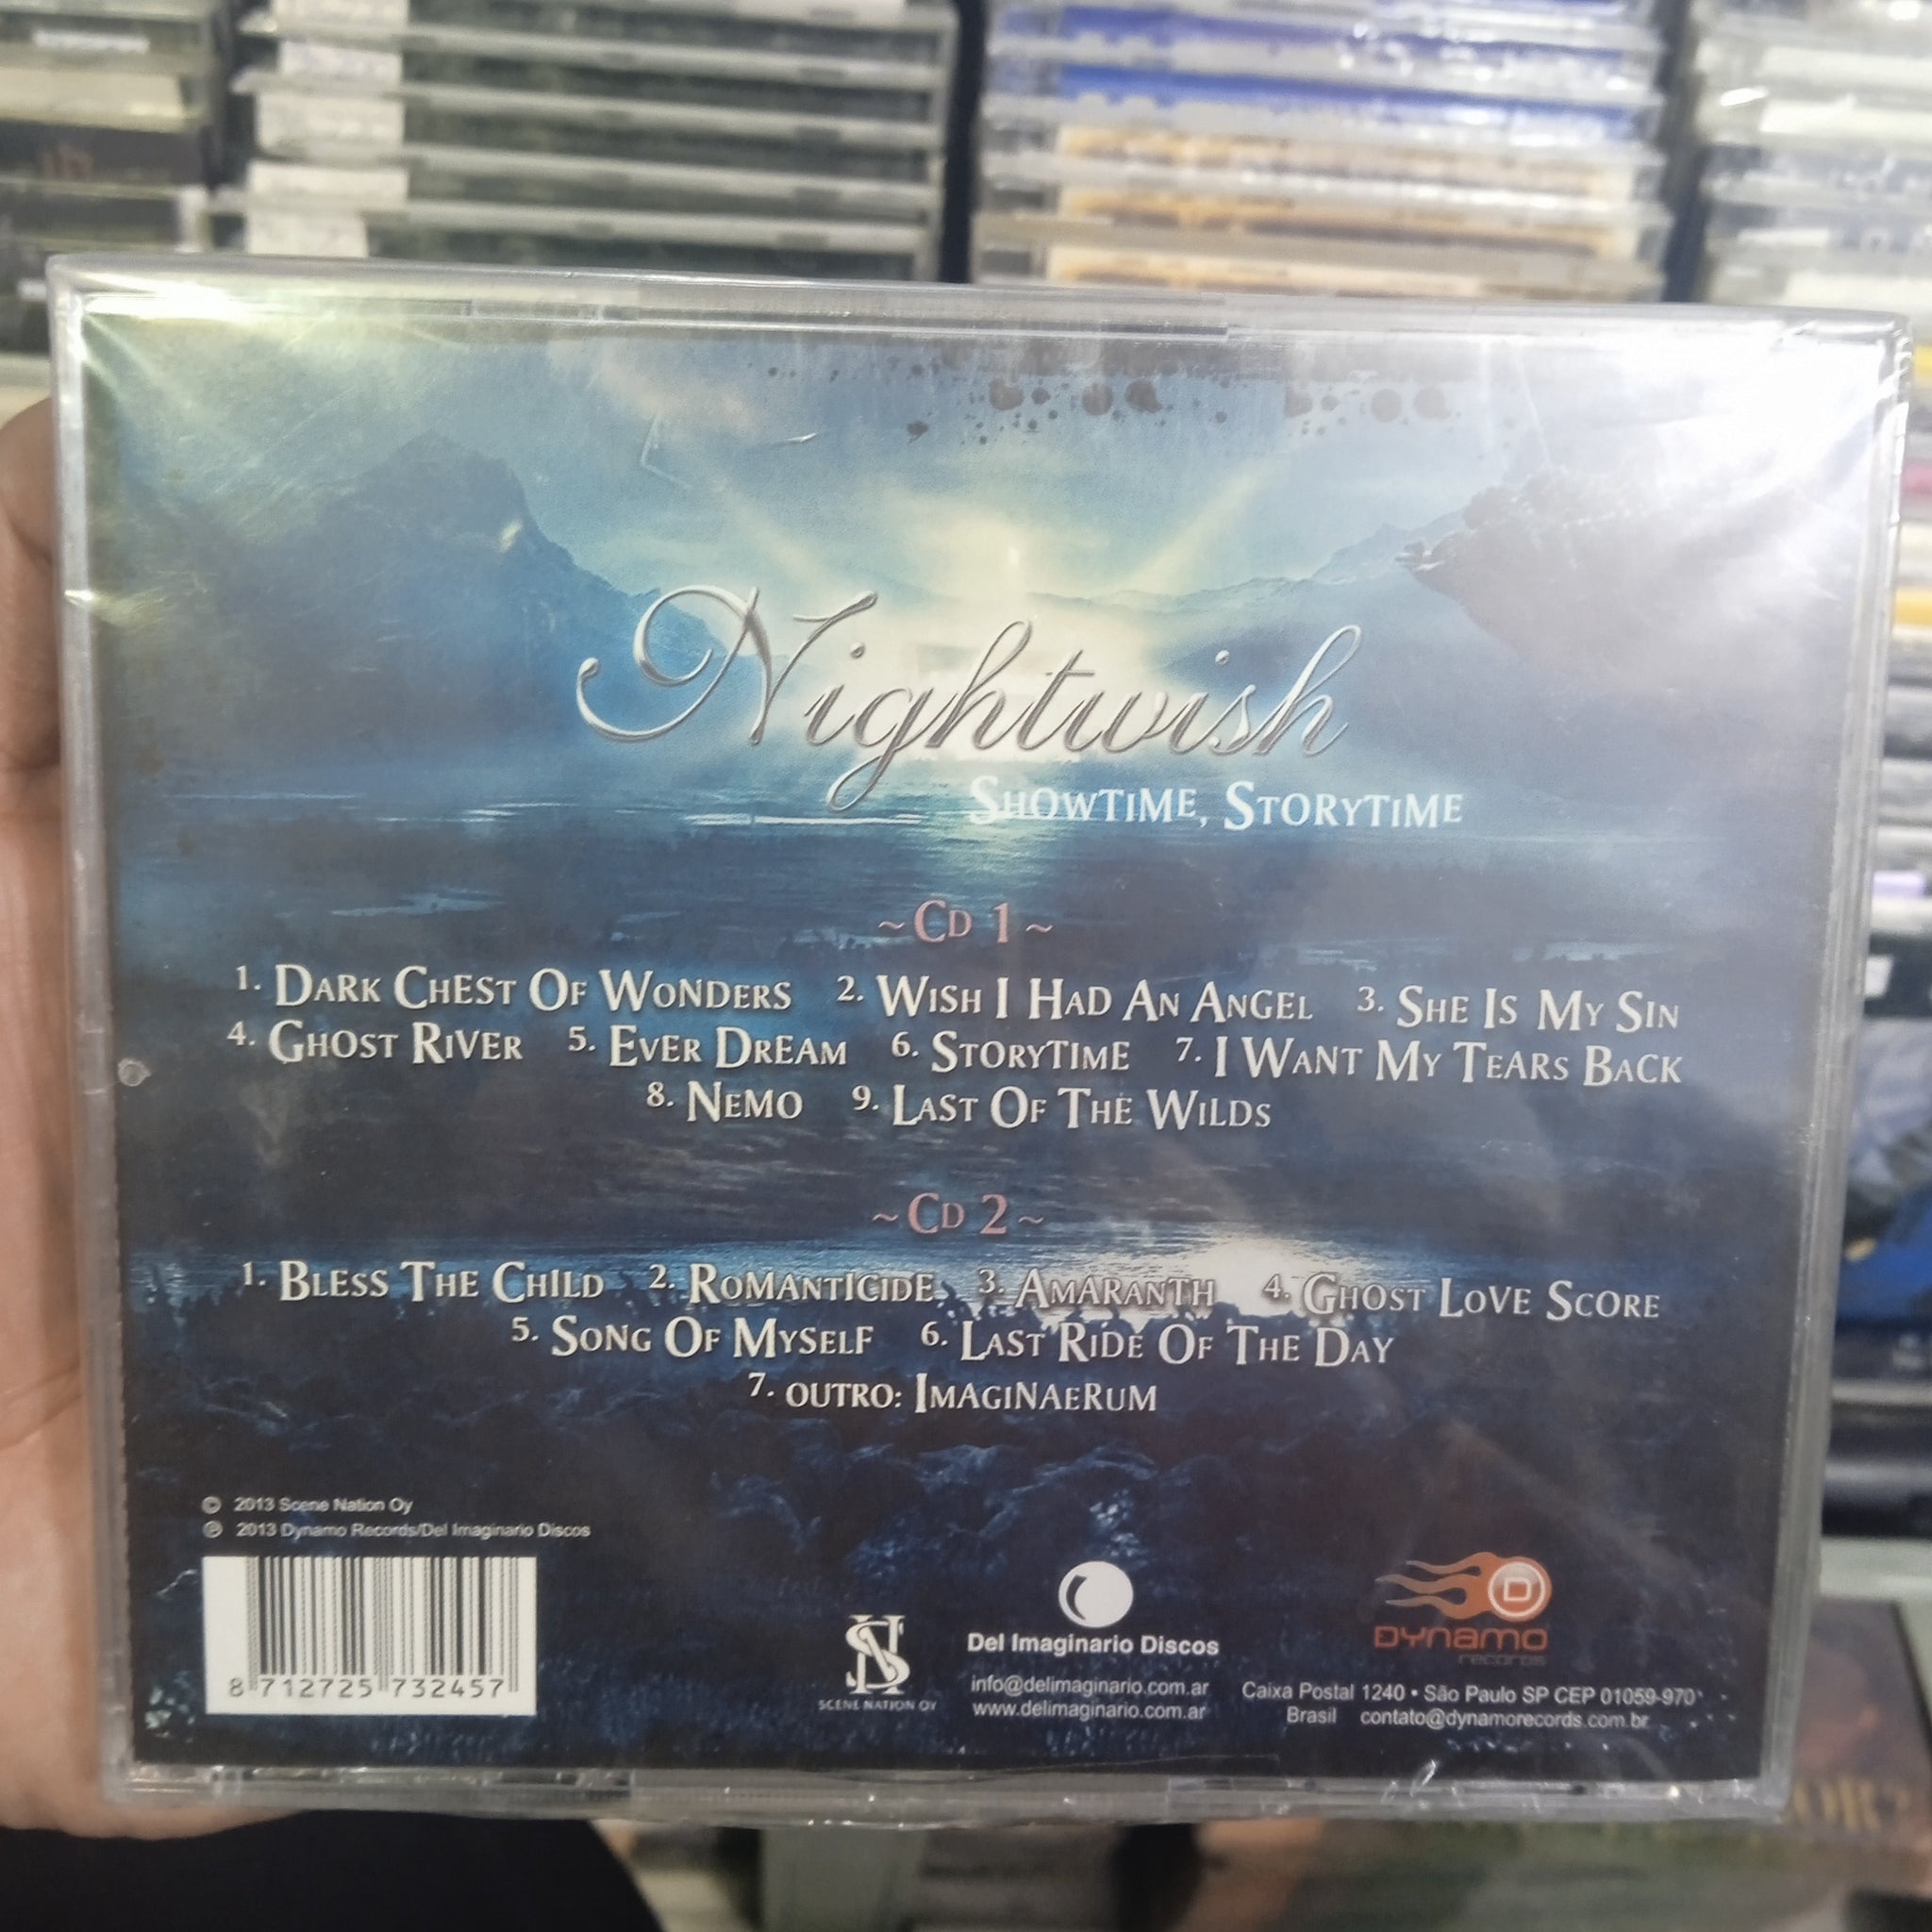 Nightwish
Showtime, Storytime
~ CD 1 ~
1. Dark Chest Of Wonders 2. Wish I Had An Angel 3. She Is My Sin
4. Ghost River 5. Ever Dream 6. Storytime 7. I Want My Tears Back
8. Nemo 9. Last Of The Wilds
~ CD 2 ~
1. Bless The Child 2. Romanticide 3. Amaranth 4. Ghost Love Score
5. Song Of Myself 6. Last Ride Of The Day
7. outro: Imaginaerum
© 2013 Scene Nation Oy
℗ 2013 Dynamo Records/Del Imaginario Discos
8 712725 732457
SN
SCENE NATION OY
Del Imaginario Discos
info@delimaginario.com.ar
www.delimaginario.com.ar
D
DYNAMO
records
Caixa Postal 1240 • São Paulo SP CEP 01059-970
Brasil contato@dynamorecords.com.br